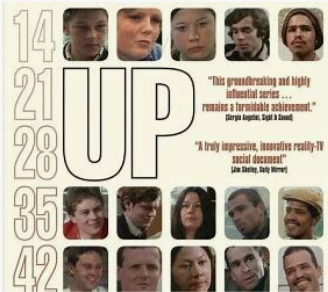 14
21
28
35
42
UP
"This groundbreaking and highly
influential series ...
remains a formidable achievement."
(Sergio Angelini, Sight & Sound)
"A truly impressive, innovative reality-TV
social document"
(Jim Shelley, Daily Mirror)